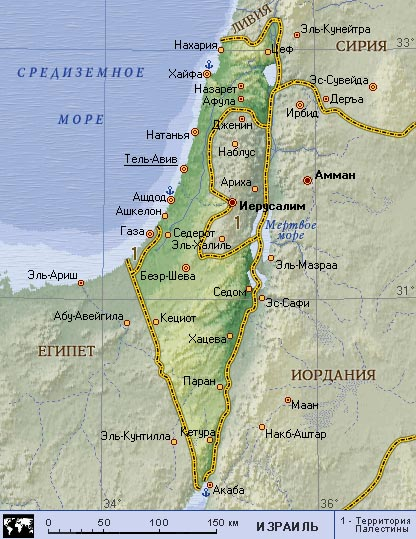 ЛИВИЯ
Эль-Кунейтра
Нахария
Цеф
СИРИЯ
СРЕДИЗЕМНОЕ
МОРЕ
Хайфа
Назарет
Афула
Эс-Сувейда
Деръа
Ирбид
Дженин
Натанья
Наблус
Тель-Авив
Ариха
Амман
Ашдод
Иерусалим
Ашкелон
1
Мертвое
море
Газа
Седерот
Эль-Халиль
1
Эль-Мазраа
Эль-Ариш
Беэр-Шева
Седом
Эс-Сафи
31°
Абу-Авейгила
Кециот
Хацева
ЕГИПЕТ
ИОРДАНИЯ
Паран
Маан
Эль-Кунтилла
Кетура
Накб-Аштар
Акаба
34°
36°
0 50 100 150 км
ИЗРАИЛЬ
1 - Территория
Палестины